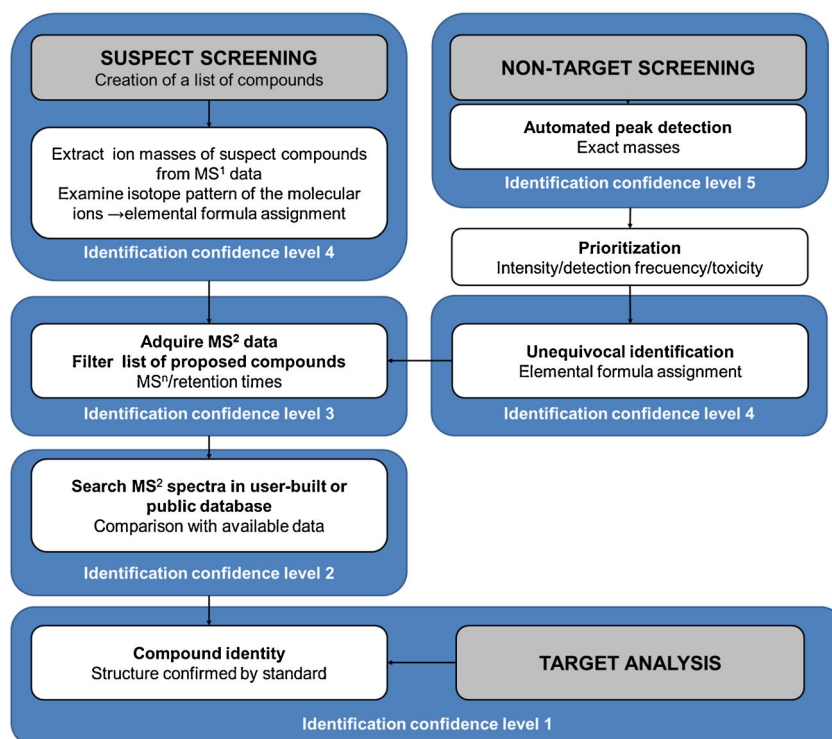 SUSPECT SCREENING
Creation of a list of compounds
Extract ion masses of suspect compounds
from MS¹ data
Examine isotope pattern of the molecular
ions →elemental formula assignment
Identification confidence level 4
NON-TARGET SCREENING
Automated peak detection
Exact masses
Identification confidence level 5
Prioritization
Intensity/detection frecuency/toxicity
Adquire MS² data
Filter list of proposed compounds
MSⁿ/retention times
Identification confidence level 3
Unequivocal identification
Elemental formula assignment
Identification confidence level 4
Search MS² spectra in user-built or
public database
Comparison with available data
Identification confidence level 2
Compound identity
Structure confirmed by standard
TARGET ANALYSIS
Identification confidence level 1